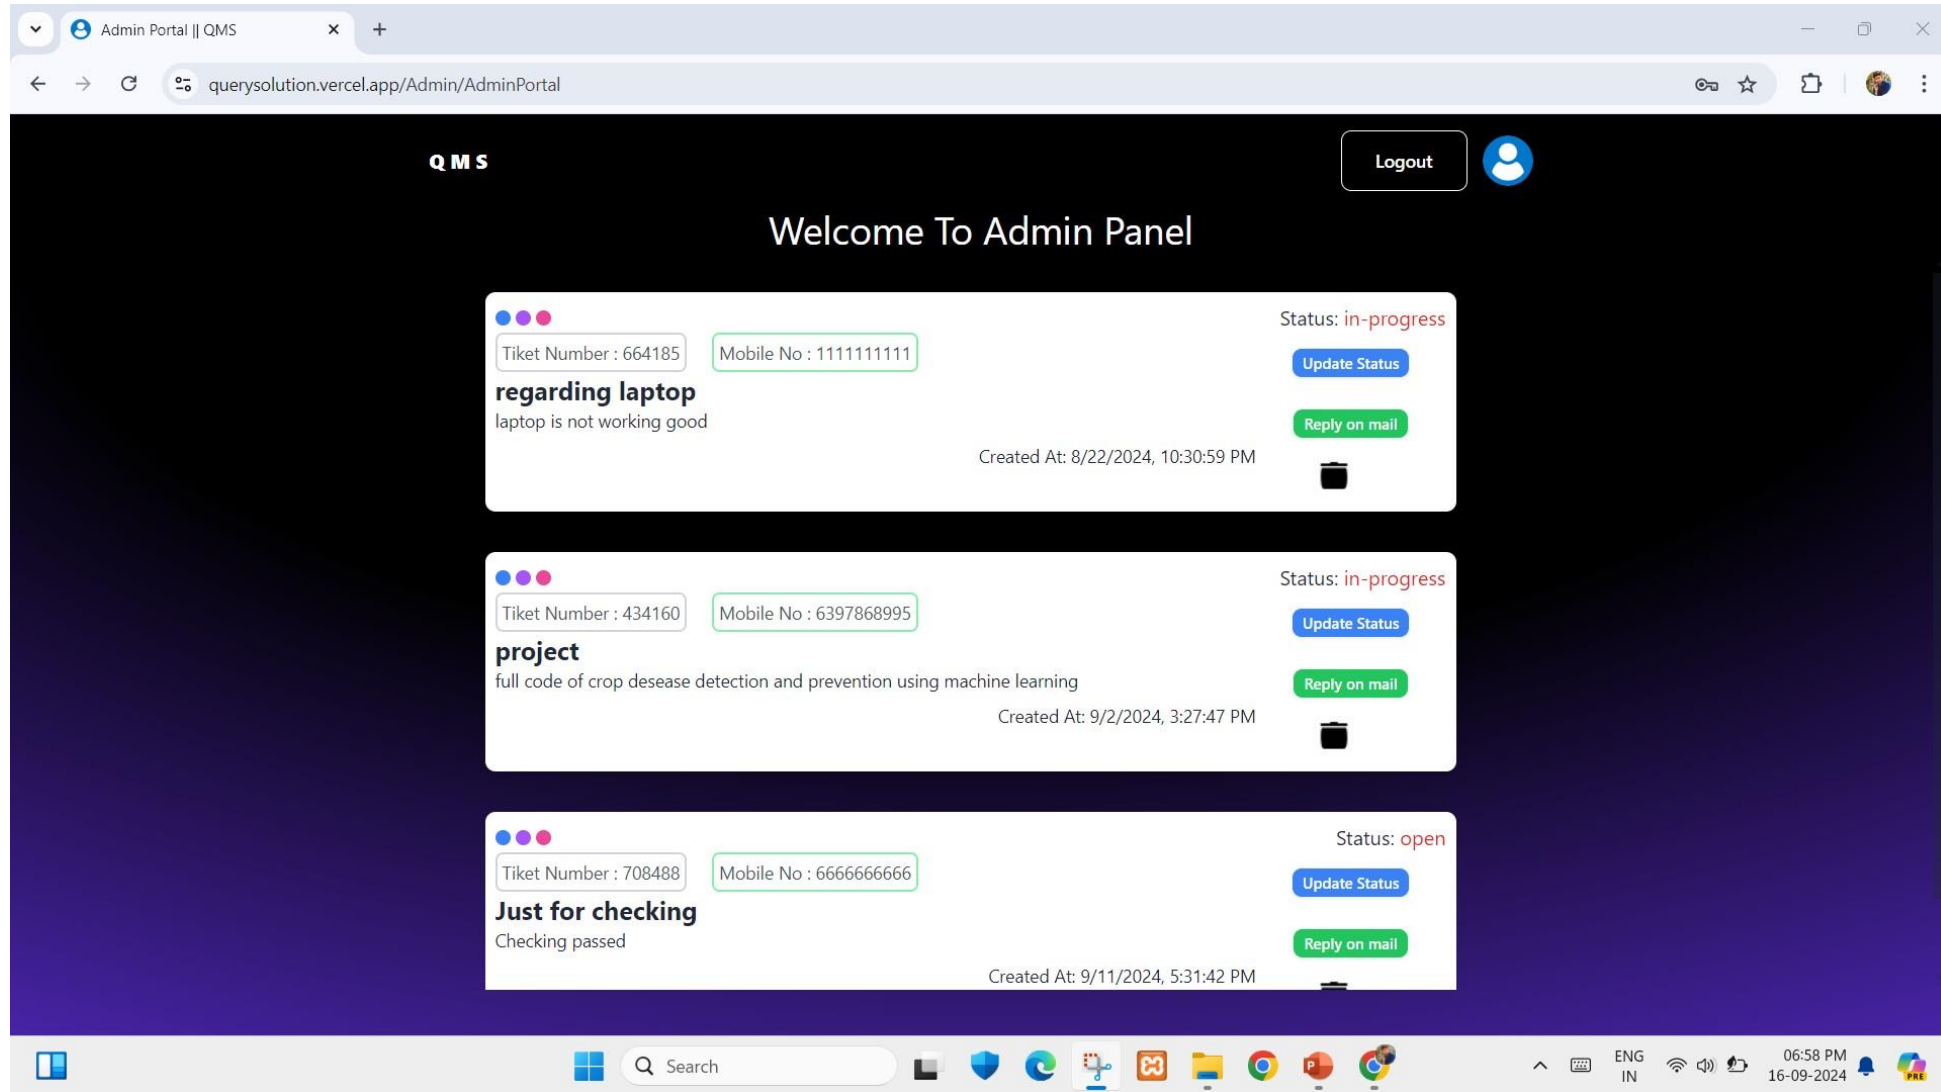 Admin Portal || QMS
querysolution.vercel.app/Admin/AdminPortal
QMS
Logout
Welcome To Admin Panel
Status: in-progress
Tiket Number : 664185
Mobile No : 1111111111
Update Status
regarding laptop
laptop is not working good
Reply on mail
Created At: 8/22/2024, 10:30:59 PM
Status: in-progress
Tiket Number : 434160
Mobile No : 6397868995
Update Status
project
full code of crop desease detection and prevention using machine learning
Reply on mail
Created At: 9/2/2024, 3:27:47 PM
Status: open
Tiket Number : 708488
Mobile No : 6666666666
Update Status
Just for checking
Checking passed
Reply on mail
Created At: 9/11/2024, 5:31:42 PM
Search
ENG
IN
06:58 PM
16-09-2024
PRE